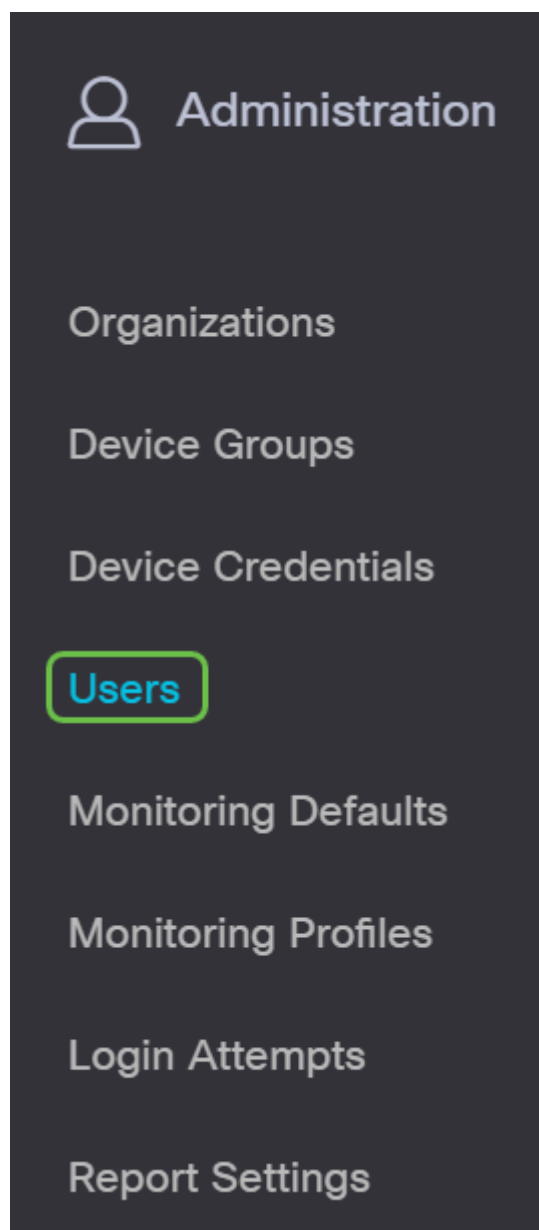 Administration
Organizations
Device Groups
Device Credentials
Users
Monitoring Defaults
Monitoring Profiles
Login Attempts
Report Settings